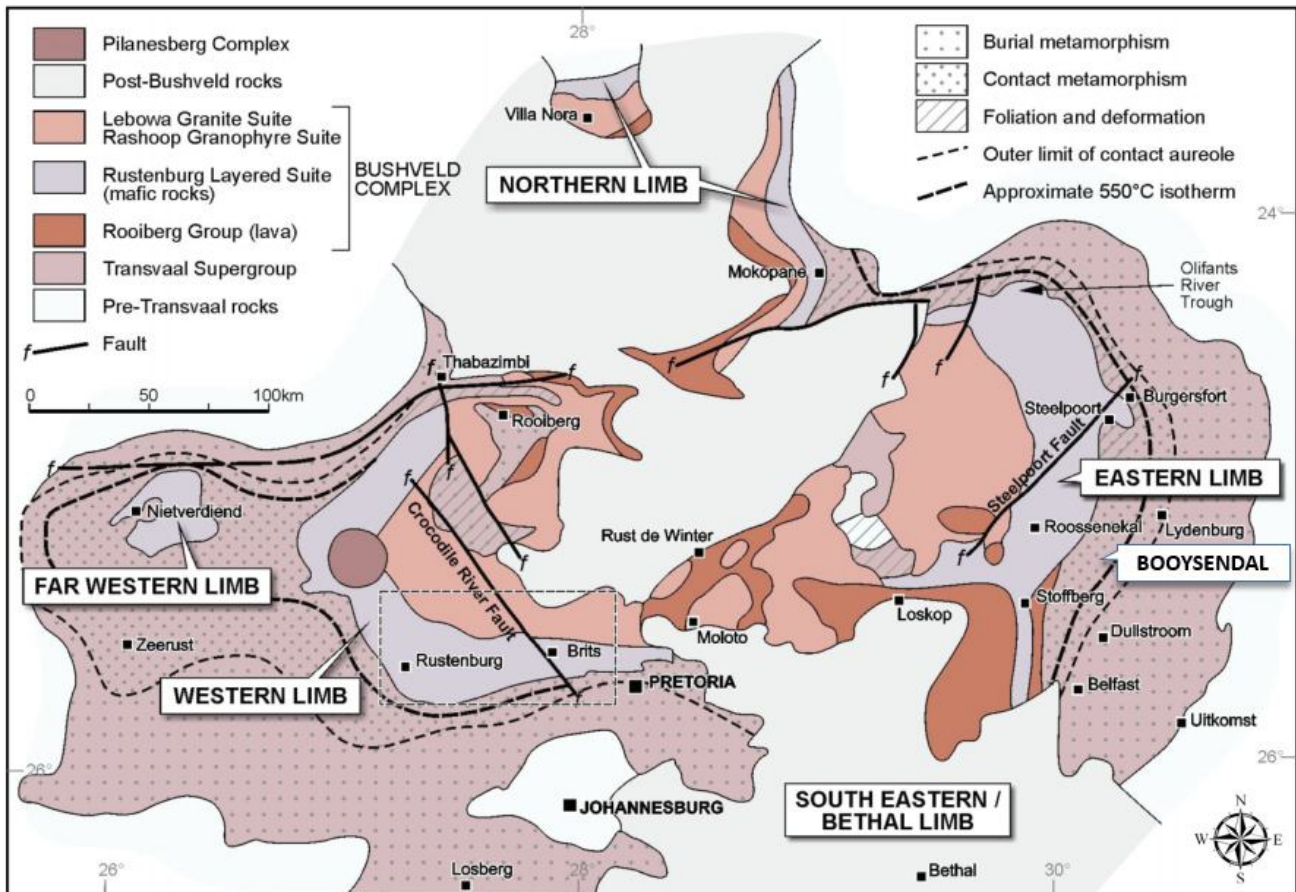 Pilanesberg Complex
Post-Bushveld rocks
Lebowa Granite Suite
Rashoop Granophyre Suite
Rustenburg Layered Suite
(mafic rocks)
Rooiberg Group (lava)
BUSHVELD
COMPLEX
Transvaal Supergroup
Pre-Transvaal rocks
f Fault
0 50 100km
Burial metamorphism
Contact metamorphism
Foliation and deformation
Outer limit of contact aureole
Approximate 550°C isotherm
28°
Villa Nora
NORTHERN LIMB
24°
Mokopane
Olifants
River
Trough
f
f
f
Thabazimbi
f
f
Rooiberg
f
f
f
f
Steelpoort
Burgersfort
Steelpoort Fault
EASTERN LIMB
Nietverdiend
FAR WESTERN LIMB
Crocodile River Fault
f
Rust de Winter
f
Roossenekal
Lydenburg
BOOYSENDAL
Zeerust
Rustenburg
Brits
WESTERN LIMB
PRETORIA
Moloto
Loskop
Stoffberg
Dullstroom
Belfast
Uitkomst
26°
26°
JOHANNESBURG
SOUTH EASTERN /
BETHAL LIMB
N
W E
S
26°
Losberg
28°
Bethal
30°